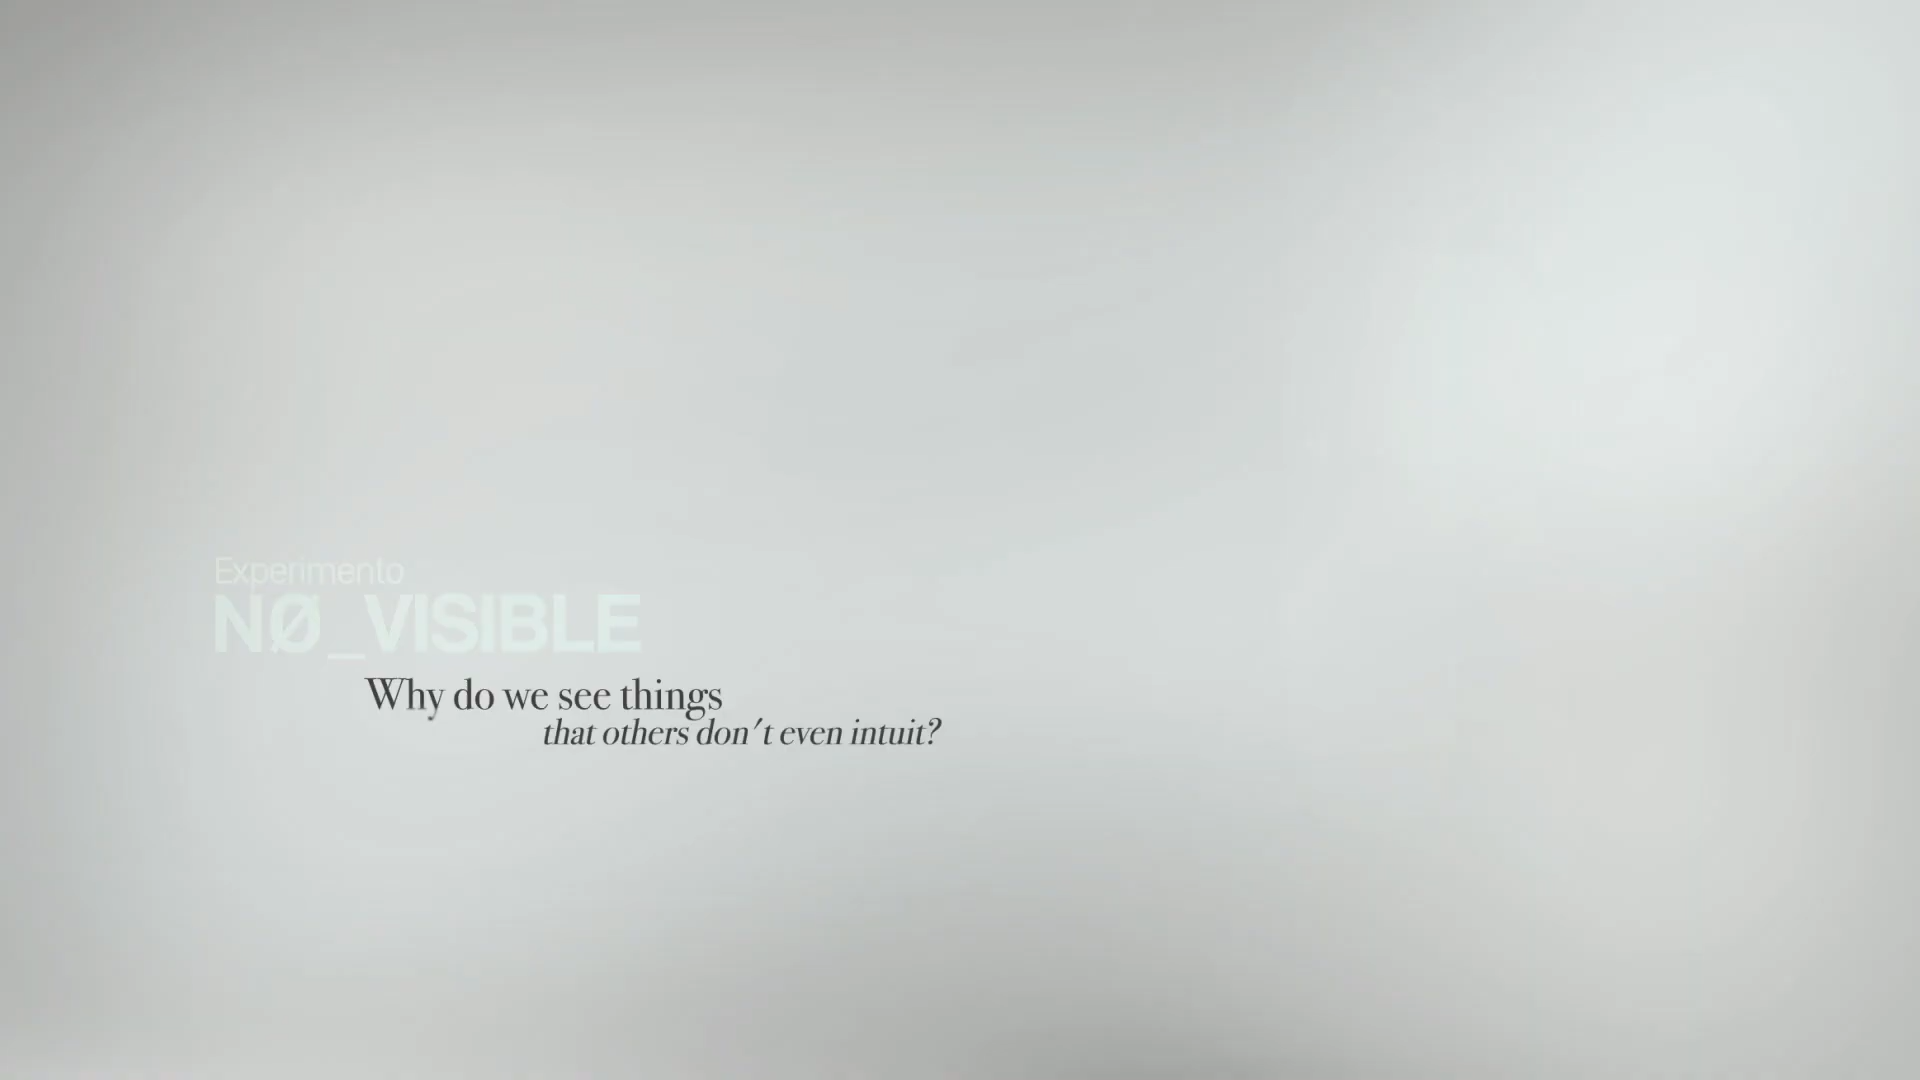 Experimento
NØ_VISIBLE
Why do we see things
that others don't even intuit?